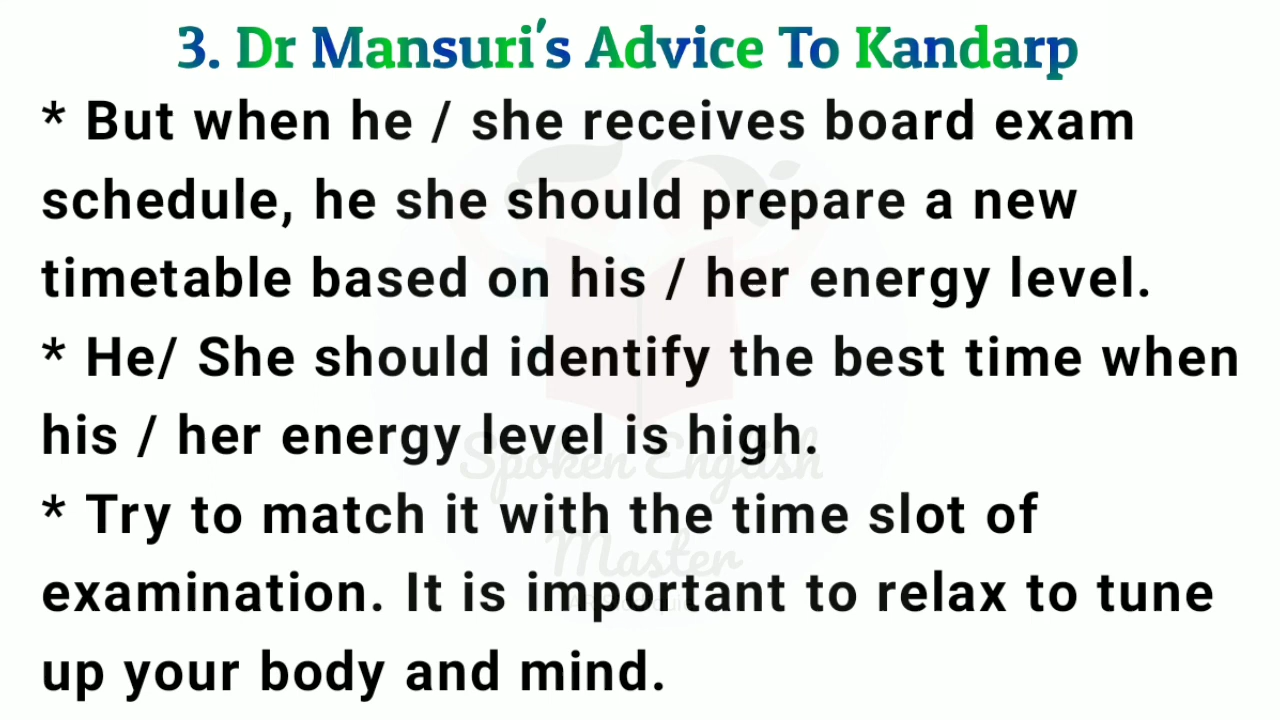 3. Dr Mansuri's Advice To Kandarp
* But when he / she receives board exam
schedule, he she should prepare a new
timetable based on his / her energy level.
* He/ She should identify the best time when
his / her energy level is high.
Spoken English
* Try to match it with the time slot of
Master
examination. It is important to relax to tune
up your body and mind.